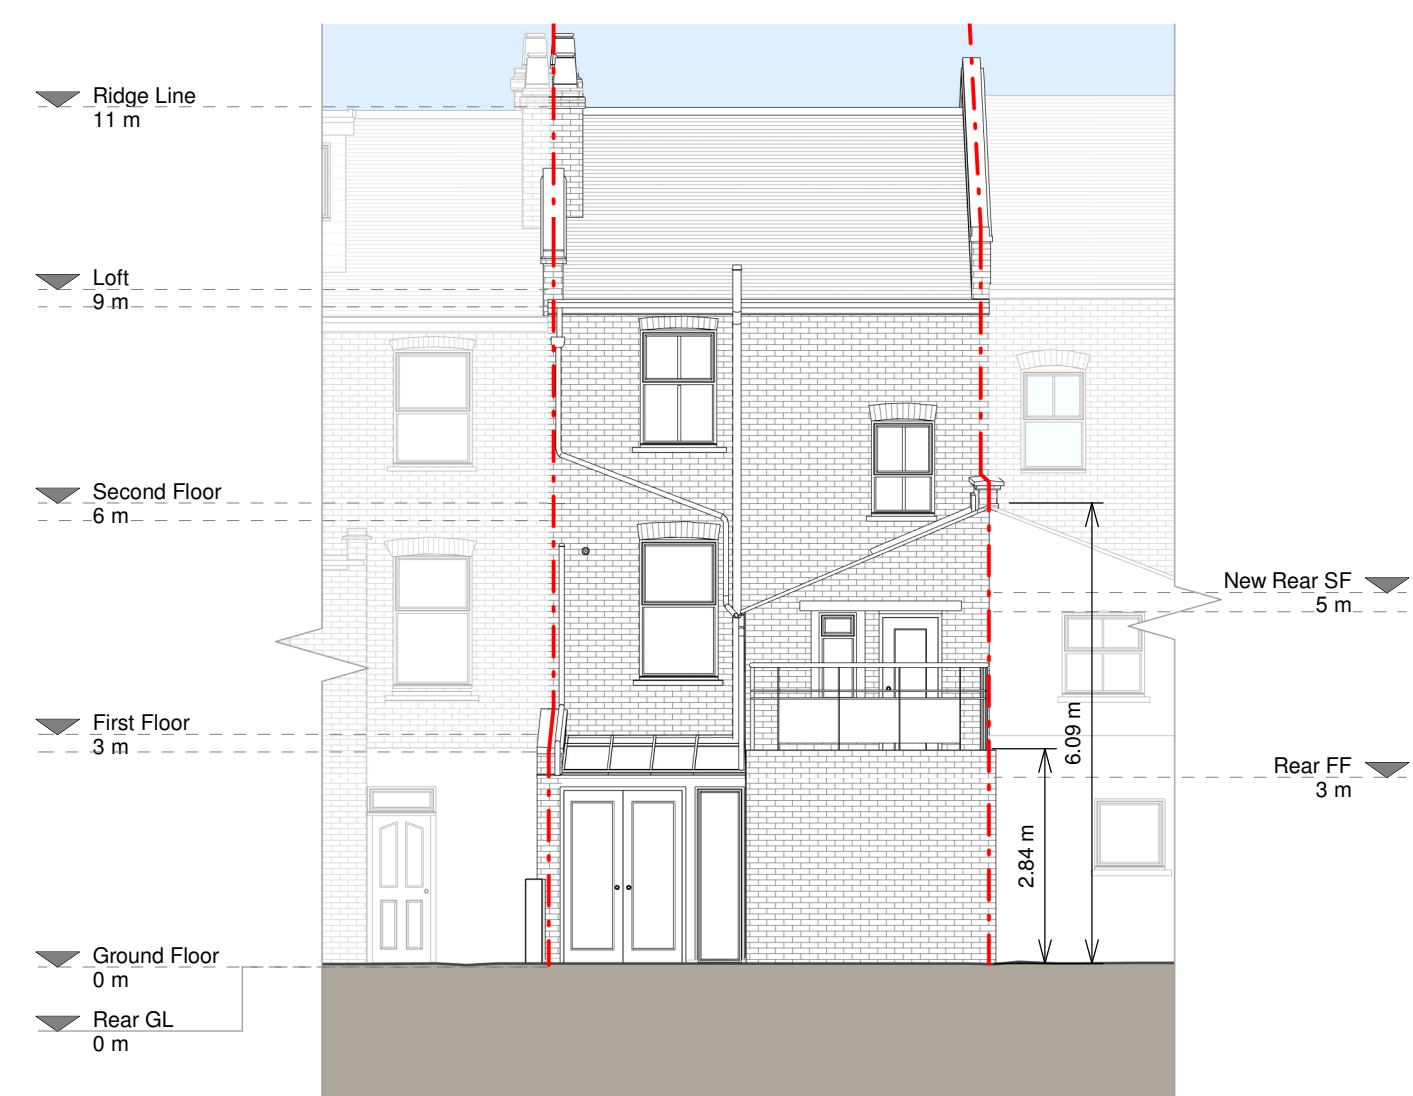 Ridge Line
11 m
Loft
9 m
Second Floor
6 m
New Rear SF
5 m
First Floor
3 m
6.09 m
Rear FF
3 m
2.84 m
Ground Floor
0 m
Rear GL
0 m